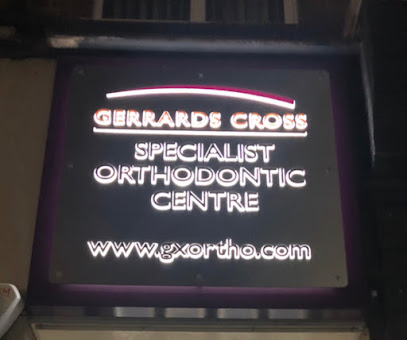 GERRARDS CROSS
SPECIALIST
ORTHODONTIC
CENTRE
www.gxortho.com